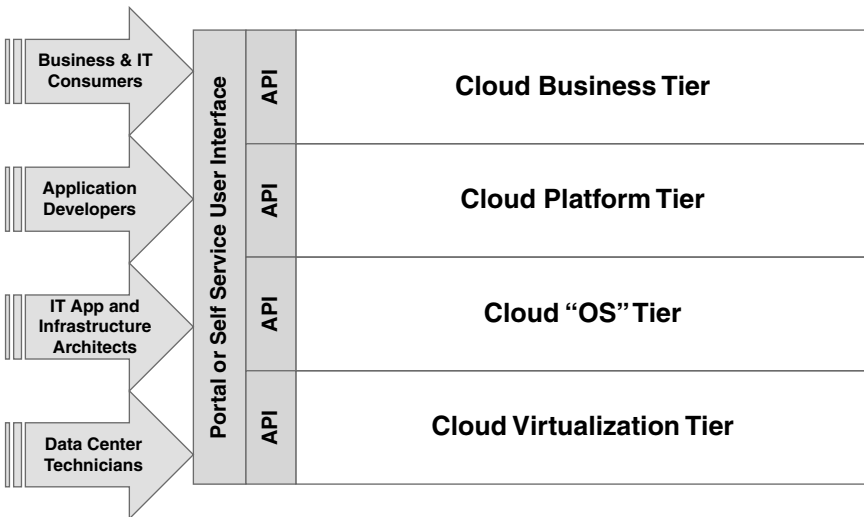 Business & IT
Consumers
Application
Developers
IT App and
Infrastructure
Architects
Data Center
Technicians
Portal or Self Service User Interface
API
Cloud Business Tier
API
Cloud Platform Tier
API
Cloud “OS” Tier
API
Cloud Virtualization Tier